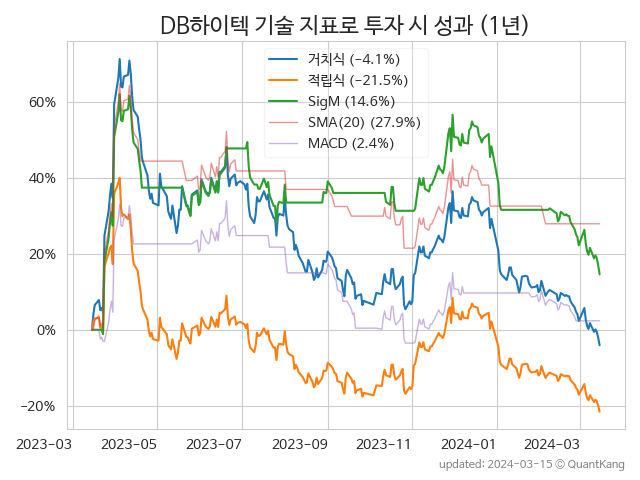 DB하이텍 기술 지표로 투자 시 성과 (1년)
거치식 (-4.1%)
적립식 (-21.5%)
SigM (14.6%)
SMA(20) (27.9%)
MACD (2.4%)
60%
40%
20%
0%
-20%
2023-03 2023-05 2023-07 2023-09 2023-11 2024-01 2024-03
updated: 2024-03-15 © QuantKang